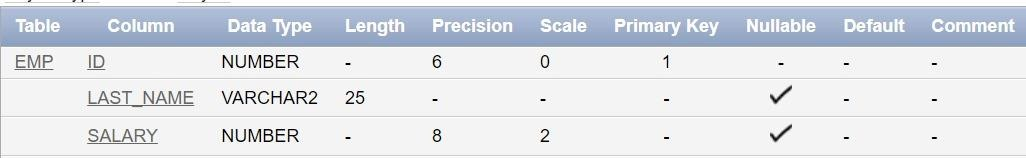 Table Column Data Type Length Precision Scale Primary Key Nullable Default Comment
EMP ID NUMBER - 6 0 1 - - -
LAST_NAME VARCHAR2 25 - - - ✓ - -
SALARY NUMBER - 8 2 - ✓ - -